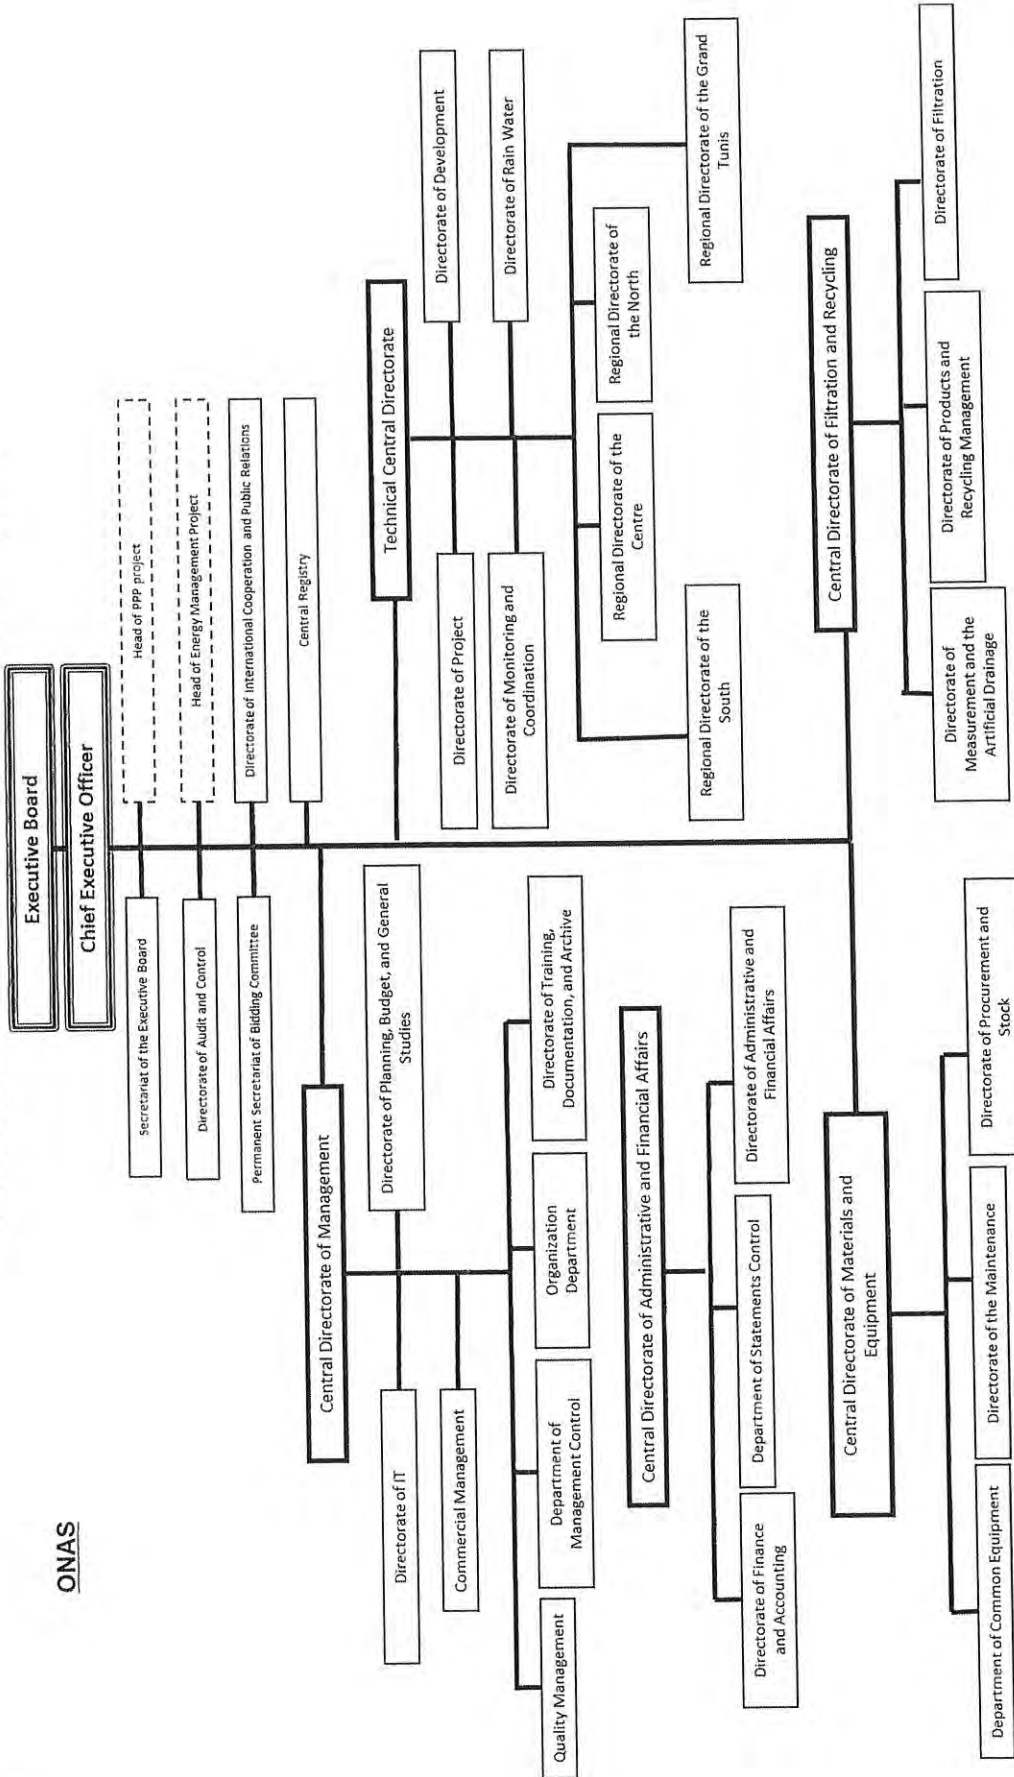 ONAS
Executive Board
Chief Executive Officer
Secretariat of the Executive Board
Head of PPP project
Directorate of Audit and Control
Head of Energy Management Project
Permanent Secretariat of Bidding Committee
Directorate of International Cooperation and Public Relations
Central Registry
Central Directorate of Management
Directorate of IT
Directorate of Planning, Budget, and General
Studies
Commercial Management
Quality Management
Department of
Management Control
Organization
Department
Directorate of Training,
Documentation, and Archive
Technical Central Directorate
Directorate of Project
Directorate of Development
Directorate of Monitoring and
Coordination
Directorate of Rain Water
Regional Directorate of the
South
Regional Directorate of the
Centre
Regional Directorate of
the North
Regional Directorate of the Grand
Tunis
Central Directorate of Administrative and Financial Affairs
Directorate of Finance
and Accounting
Department of Statements Control
Directorate of Administrative and
Financial Affairs
Central Directorate of Materials and
Equipment
Department of Common Equipment
Directorate of the Maintenance
Directorate of Procurement and
Stock
Central Directorate of Filtration and Recycling
Directorate of
Measurement and the
Artificial Drainage
Directorate of Products and
Recycling Management
Directorate of Filtration